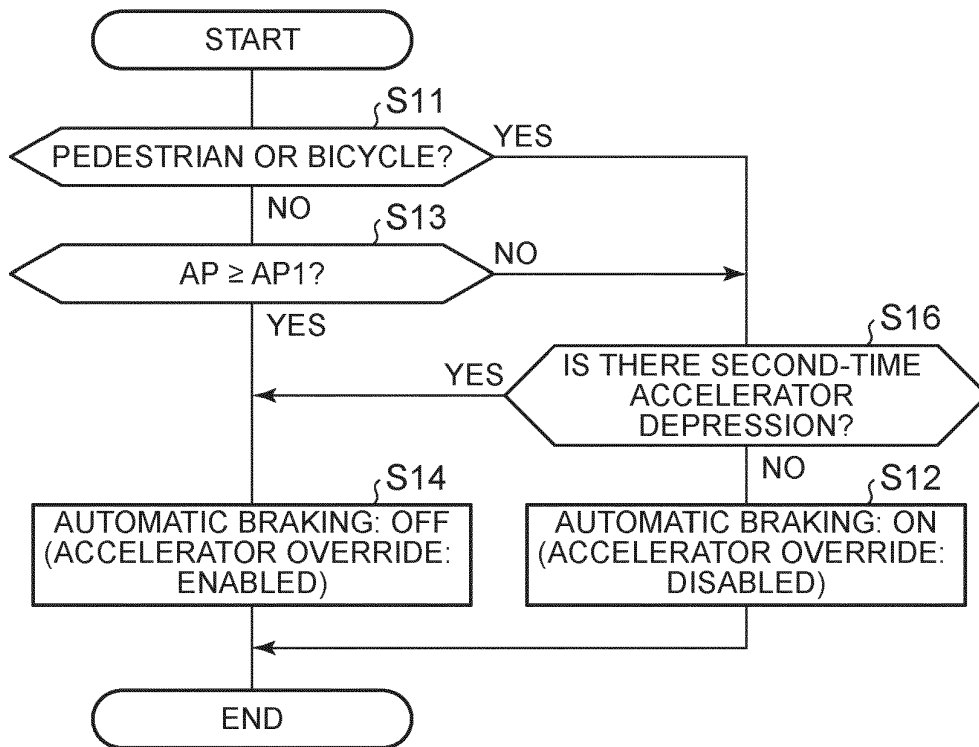 START
S11
PEDESTRIAN OR BICYCLE?
YES
NO
S13
AP ≥ AP1?
NO
YES
S16
IS THERE SECOND-TIME
ACCELERATOR
DEPRESSION?
YES
NO
S14
AUTOMATIC BRAKING: OFF
(ACCELERATOR OVERRIDE:
ENABLED)
S12
AUTOMATIC BRAKING: ON
(ACCELERATOR OVERRIDE:
DISABLED)
END